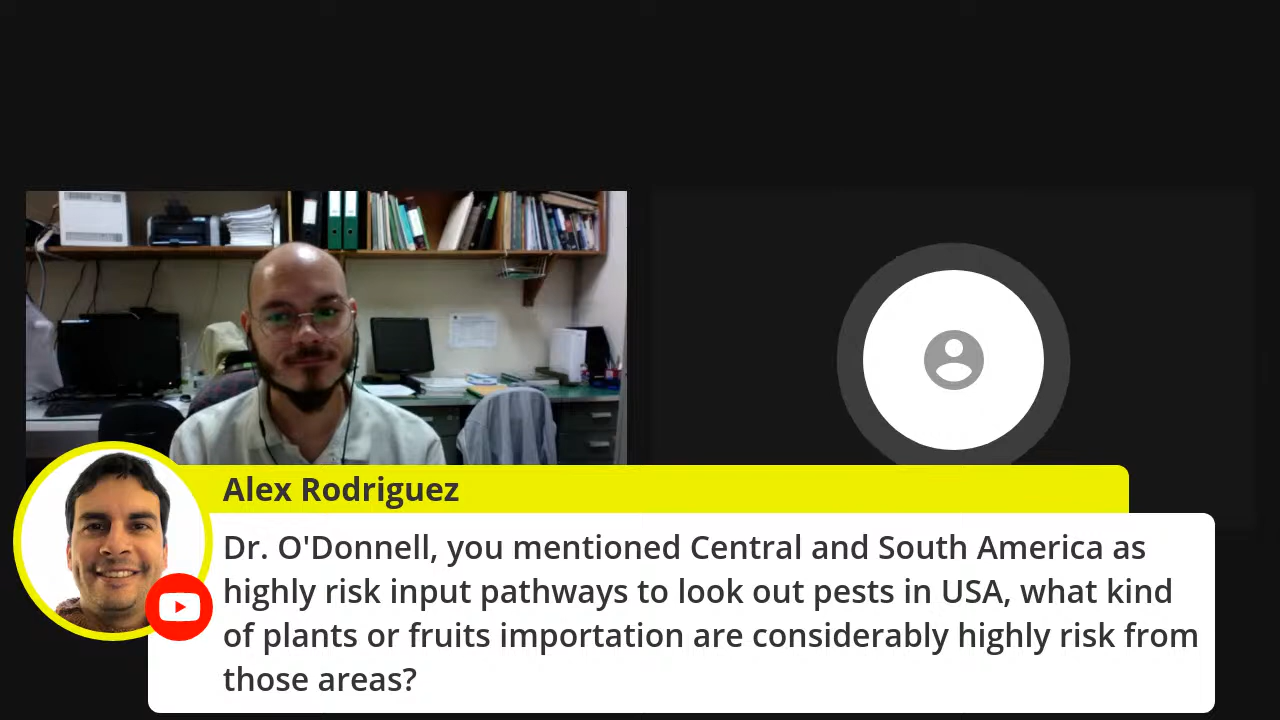 Alex Rodriguez
Dr. O'Donnell, you mentioned Central and South America as
highly risk input pathways to look out pests in USA, what kind
of plants or fruits importation are considerably highly risk from
those areas?